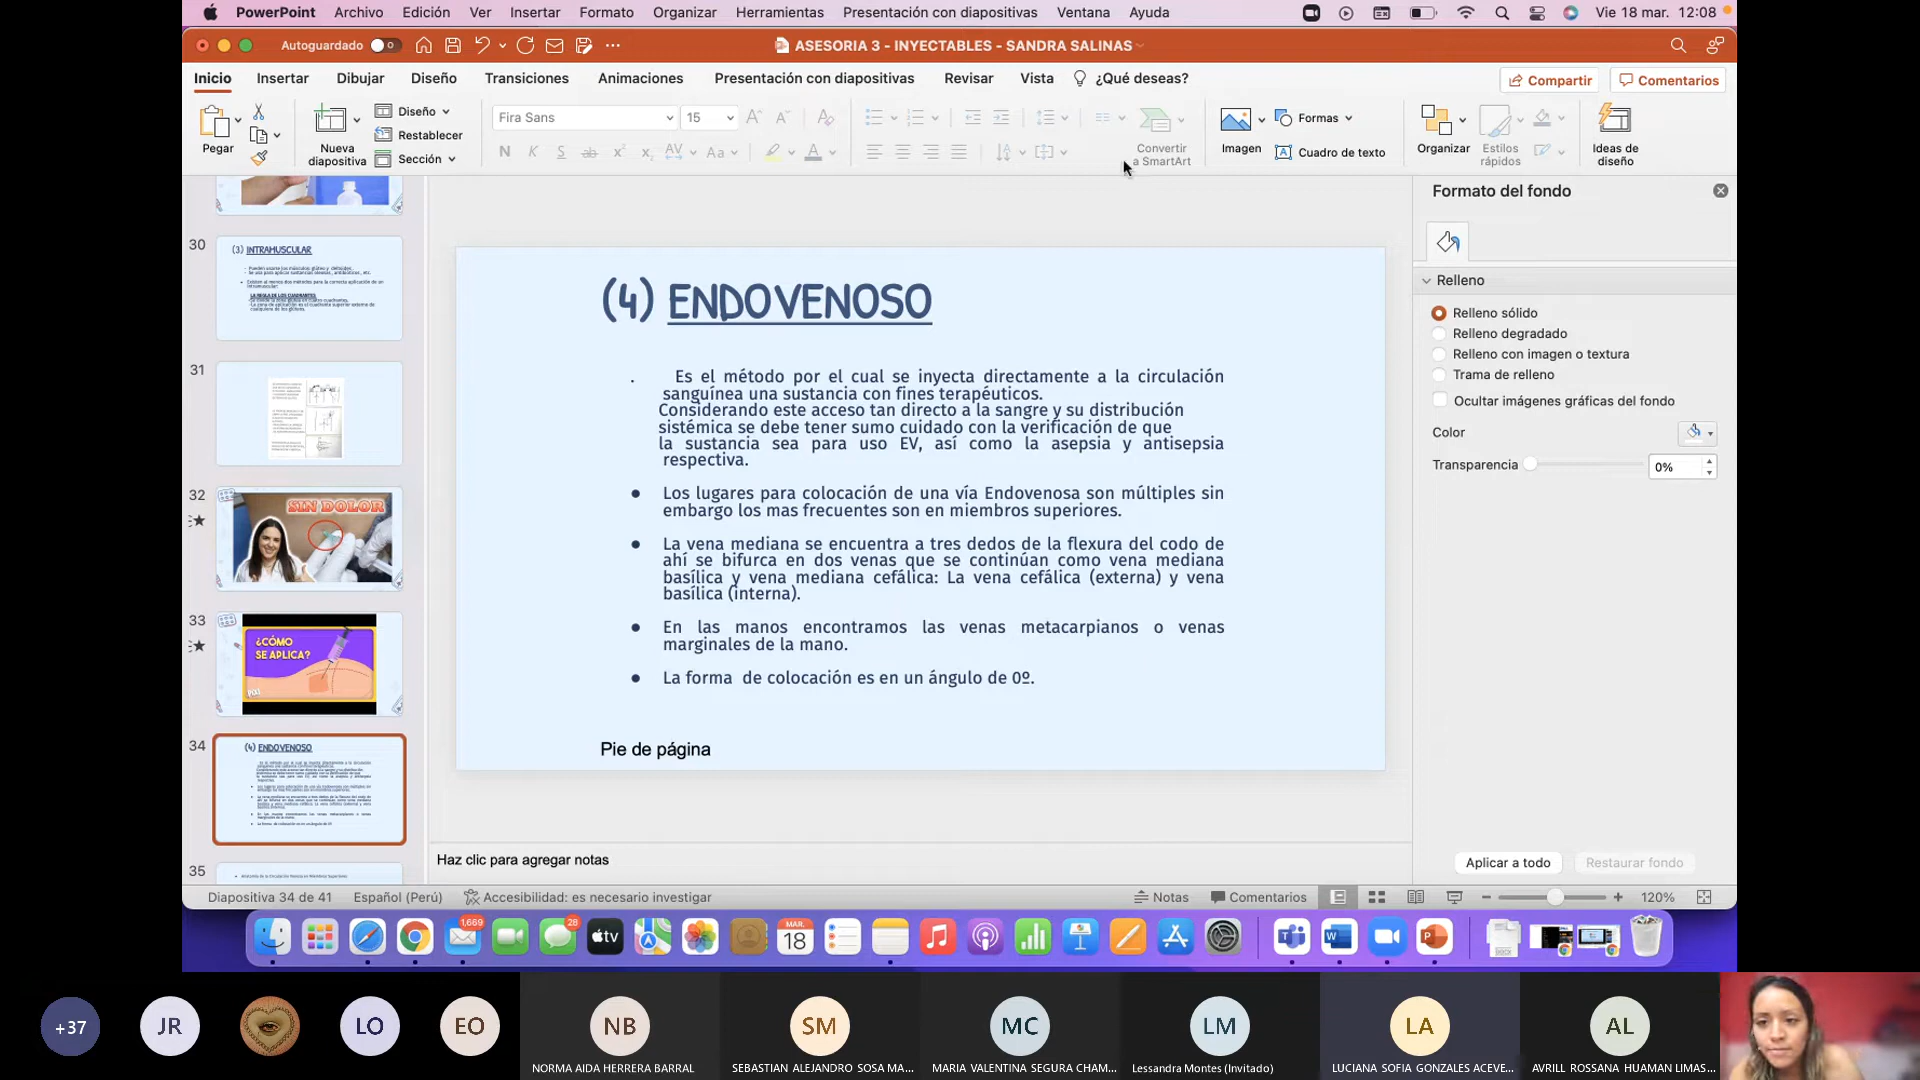 PowerPoint Archivo Edición Ver Insertar Formato Organizar Herramientas Presentación con diapositivas Ventana Ayuda Vie 18 mar. 12:08
Autoguardado ASESORIA 3 - INYECTABLES - SANDRA SALINAS
Inicio Insertar Dibujar Diseño Transiciones Animaciones Presentación con diapositivas Revisar Vista ¿Qué deseas? Compartir Comentarios
Pegar
Nueva
diapositiva
Diseño
Restablecer
Sección
Fira Sans 15
N K S ab x² x₂ AV Aa A
Convertir
a SmartArt
Imagen
Formas
Cuadro de texto
Organizar
Estilos
rápidos
Ideas de
diseño
30
(3) INTRAMUSCULAR
31
32
SIN DOLOR
33
¿CÓMO
SE APLICA?
34
(4) ENDOVENOSO
35
(4) ENDOVENOSO
. Es el método por el cual se inyecta directamente a la circulación
sanguínea una sustancia con fines terapéuticos.
Considerando este acceso tan directo a la sangre y su distribución
sistémica se debe tener sumo cuidado con la verificación de que
la sustancia sea para uso EV, así como la asepsia y antisepsia
respectiva.
● Los lugares para colocación de una vía Endovenosa son múltiples sin
embargo los mas frecuentes son en miembros superiores.
● La vena mediana se encuentra a tres dedos de la flexura del codo de
ahí se bifurca en dos venas que se continúan como vena mediana
basílica y vena mediana cefálica: La vena cefálica (externa) y vena
basílica (interna).
● En las manos encontramos las venas metacarpianos o venas
marginales de la mano.
● La forma de colocación es en un ángulo de 0º.
Pie de página
Haz clic para agregar notas
Formato del fondo
Relleno
Relleno sólido
Relleno degradado
Relleno con imagen o textura
Trama de relleno
Ocultar imágenes gráficas del fondo
Color
Transparencia 0%
Aplicar a todo Restaurar fondo
Diapositiva 34 de 41 Español (Perú) Accesibilidad: es necesario investigar Notas Comentarios 120%
1,669
28
tv
MAR.
18
+37 JR LO EO NB SM MC LM LA AL
NORMA AIDA HERRERA BARRAL SEBASTIAN ALEJANDRO SOSA MA... MARIA VALENTINA SEGURA CHAM... Lessandra Montes (Invitado) LUCIANA SOFIA GONZALES ACEVE... AVRILL ROSSANA HUAMAN LIMAS...